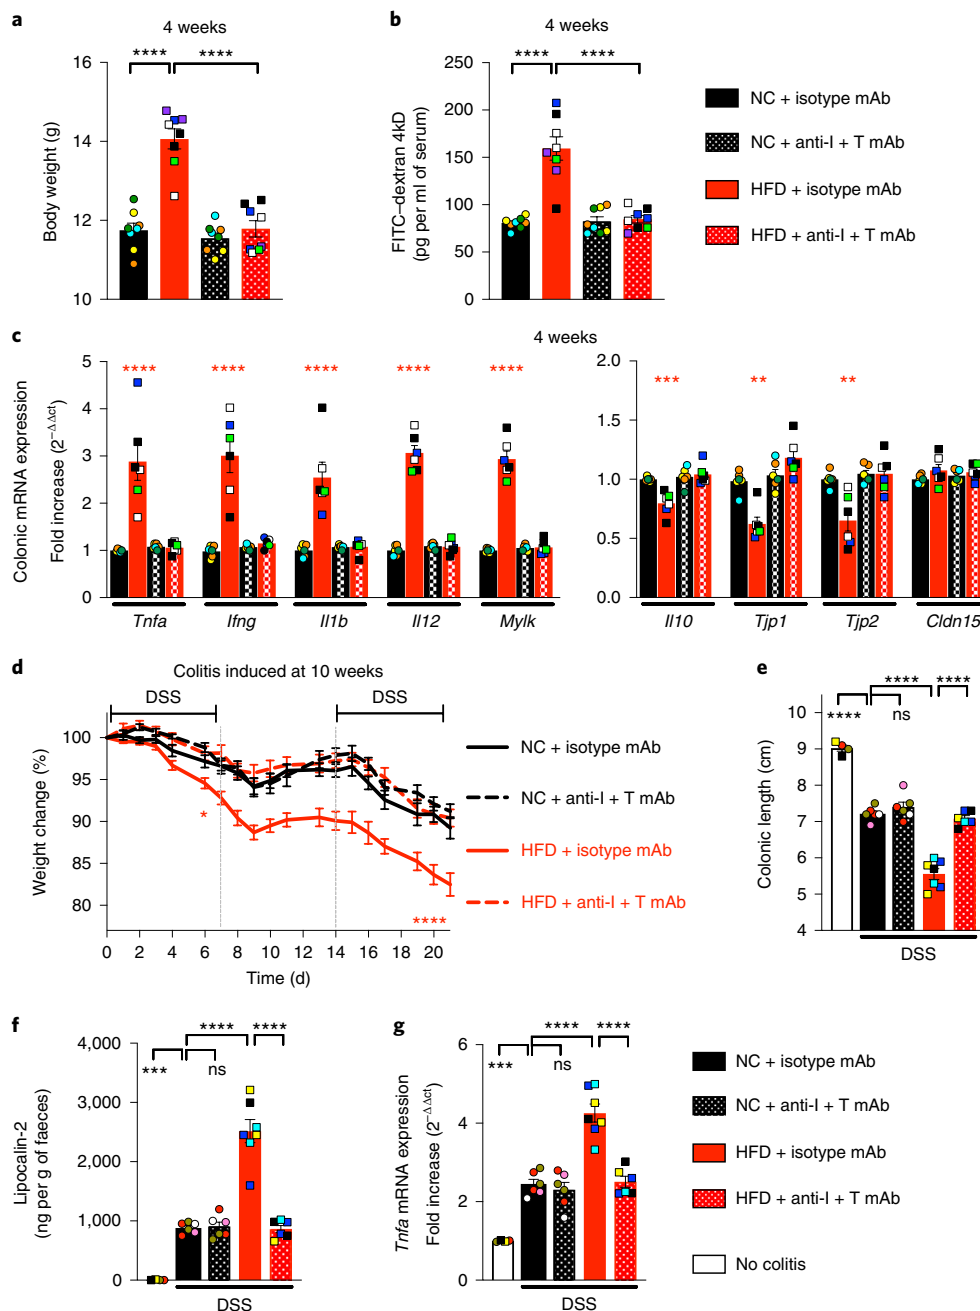 a
4 weeks
****
****
16
14
12
10
Body weight (g)
b
4 weeks
****
****
250
200
150
100
50
0
FITC–dextran 4kD
(pg per ml of serum)
NC + isotype mAb
NC + anti-I + T mAb
HFD + isotype mAb
HFD + anti-I + T mAb
c
4 weeks
Colonic mRNA expression
Fold increase (2^−ΔΔct)
5
4
3
2
1
0
****
****
****
****
****
Tnfa
Ifng
Il1b
Il12
Mylk
1.0
1.5
1.0
0.5
0.0
***
**
**
Il10
Tjp1
Tjp2
Cldn15
d
Colitis induced at 10 weeks
DSS
DSS
100
95
90
85
80
Weight change (%)
*
****
0 2 4 6 8 10 12 14 16 18 20
Time (d)
NC + isotype mAb
NC + anti-I + T mAb
HFD + isotype mAb
HFD + anti-I + T mAb
e
****
****
****
ns
10
9
8
7
6
5
4
Colonic length (cm)
DSS
f
****
****
***
ns
4,000
3,000
2,000
1,000
0
Lipocalin-2
(ng per g of faeces)
DSS
g
****
****
***
ns
6
4
2
0
Tnfa mRNA expression
Fold increase (2^−ΔΔct)
DSS
NC + isotype mAb
NC + anti-I + T mAb
HFD + isotype mAb
HFD + anti-I + T mAb
No colitis